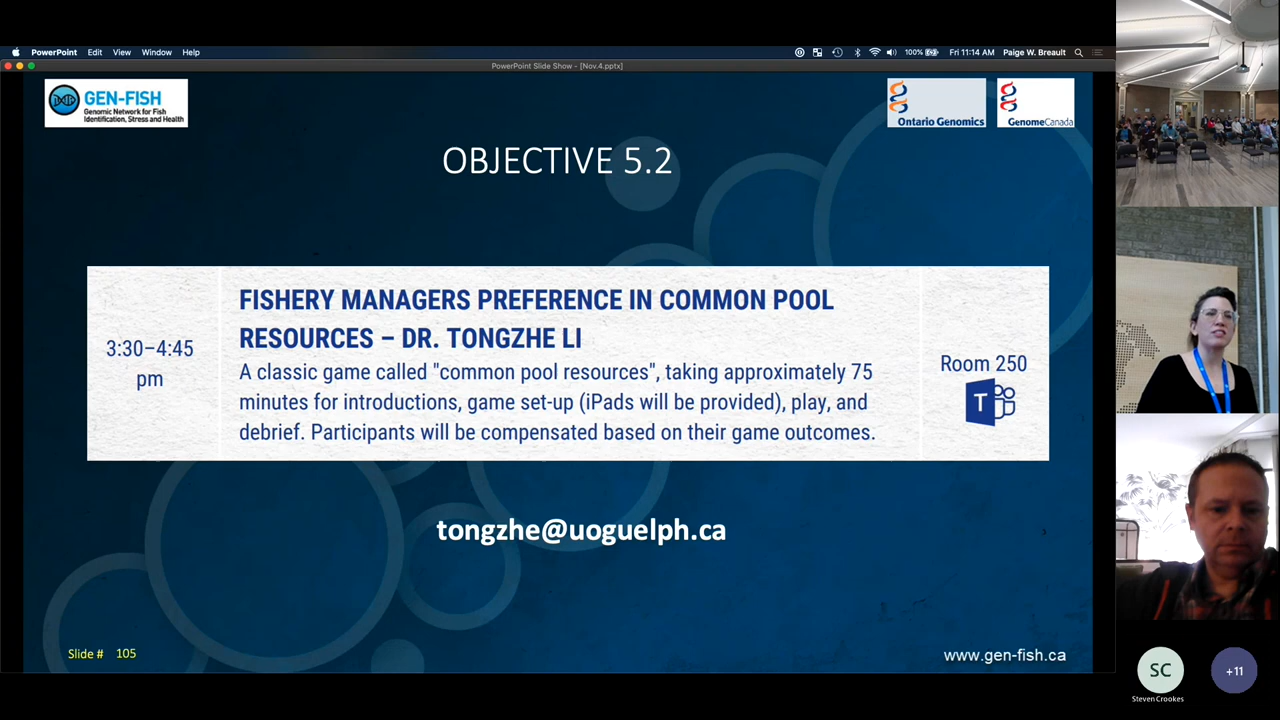 PowerPoint Edit View Window Help
100% Fri 11:14 AM Paige W. Breault
PowerPoint Slide Show - [Nov.4.pptx]
GEN-FISH
Genomic Network for Fish
Identification, Stress and Health
Ontario Genomics
GenomeCanada
OBJECTIVE 5.2
3:30–4:45
pm
FISHERY MANAGERS PREFERENCE IN COMMON POOL
RESOURCES – DR. TONGZHE LI
A classic game called "common pool resources", taking approximately 75
minutes for introductions, game set-up (iPads will be provided), play, and
debrief. Participants will be compensated based on their game outcomes.
Room 250
T
tongzhe@uoguelph.ca
Slide # 105
www.gen-fish.ca
SC
Steven Crookes
+11